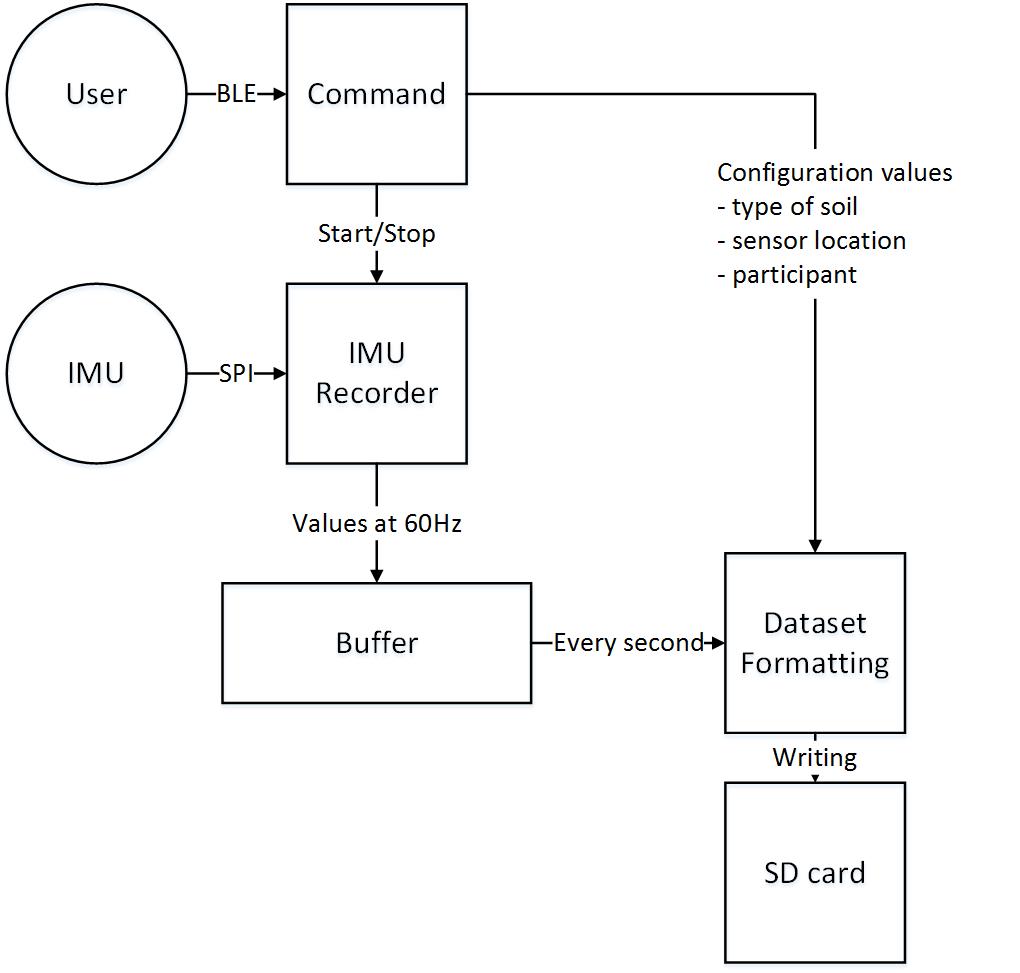 User
BLE
Command
Configuration values
- type of soil
- sensor location
- participant
Start/Stop
IMU
SPI
IMU
Recorder
Values at 60Hz
Buffer
Every second
Dataset
Formatting
Writing
SD card